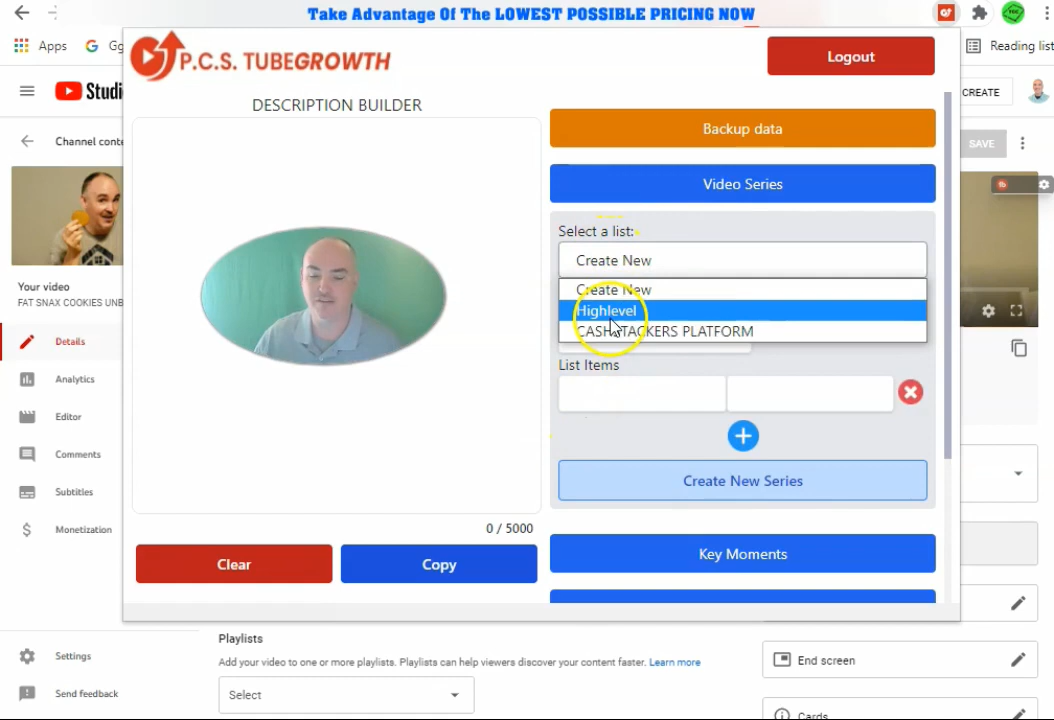 Take Advantage Of The LOWEST POSSIBLE PRICING NOW
Apps
G
Reading list
P.C.S. TUBEGROWTH
Logout
Studi
CREATE
DESCRIPTION BUILDER
Backup data
Channel conte
SAVE
Video Series
Select a list:
Create New
Create New
Highlevel
CASHSTACKERS PLATFORM
Your video
FAT SNAX COOKIES UNB
Details
List Items
Analytics
Editor
Comments
Create New Series
Subtitles
0 / 5000
Monetization
Key Moments
Clear
Copy
Playlists
Add your video to one or more playlists. Playlists can help viewers discover your content faster. Learn more
Settings
End screen
Send feedback
Select
Cards